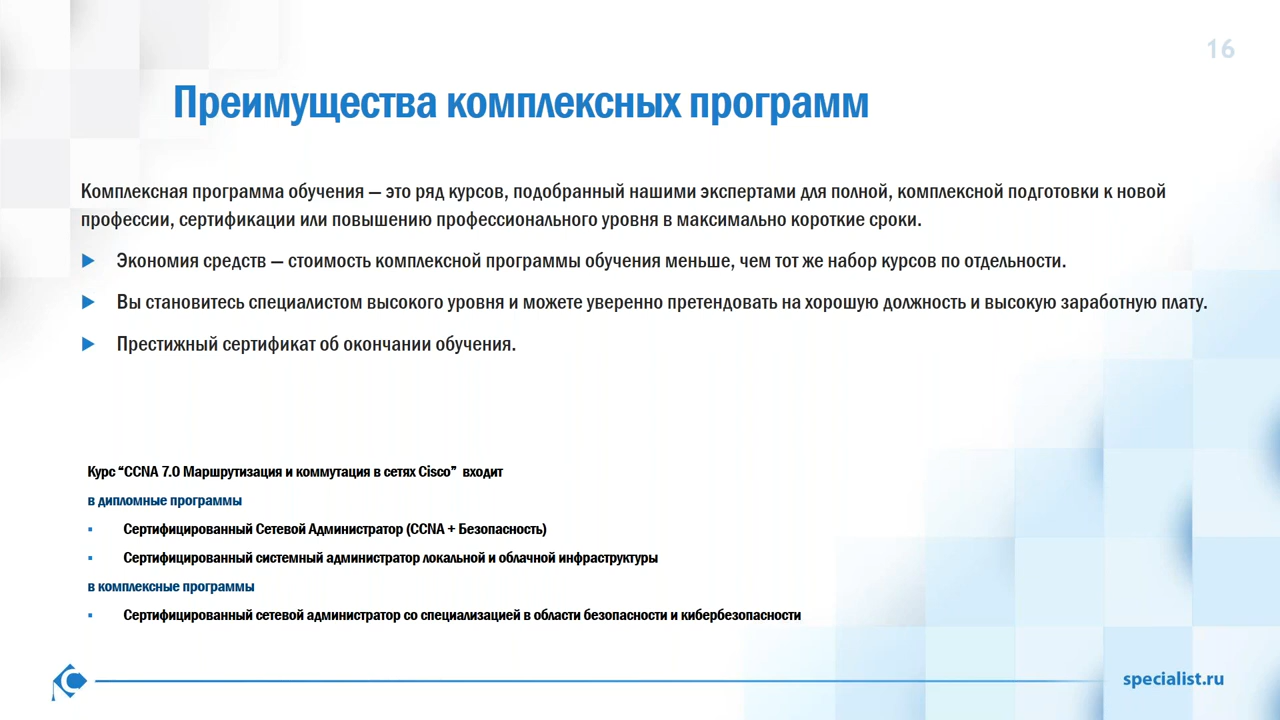 16
Преимущества комплексных программ
Комплексная программа обучения — это ряд курсов, подобранный нашими экспертами для полной, комплексной подготовки к новой
профессии, сертификации или повышению профессионального уровня в максимально короткие сроки.
Экономия средств — стоимость комплексной программы обучения меньше, чем тот же набор курсов по отдельности.
Вы становитесь специалистом высокого уровня и можете уверенно претендовать на хорошую должность и высокую заработную плату.
Престижный сертификат об окончании обучения.
Курс “CCNA 7.0 Маршрутизация и коммутация в сетях Cisco” входит
в дипломные программы
Сертифицированный Сетевой Администратор (CCNA + Безопасность)
Сертифицированный системный администратор локальной и облачной инфраструктуры
в комплексные программы
Сертифицированный сетевой администратор со специализацией в области безопасности и кибербезопасности
specialist.ru